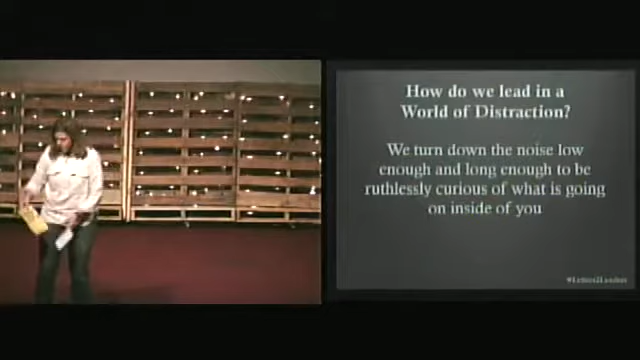 How do we lead in a
World of Distraction?
We turn down the noise low
enough and long enough to be
ruthlessly curious of what is going
on inside of you